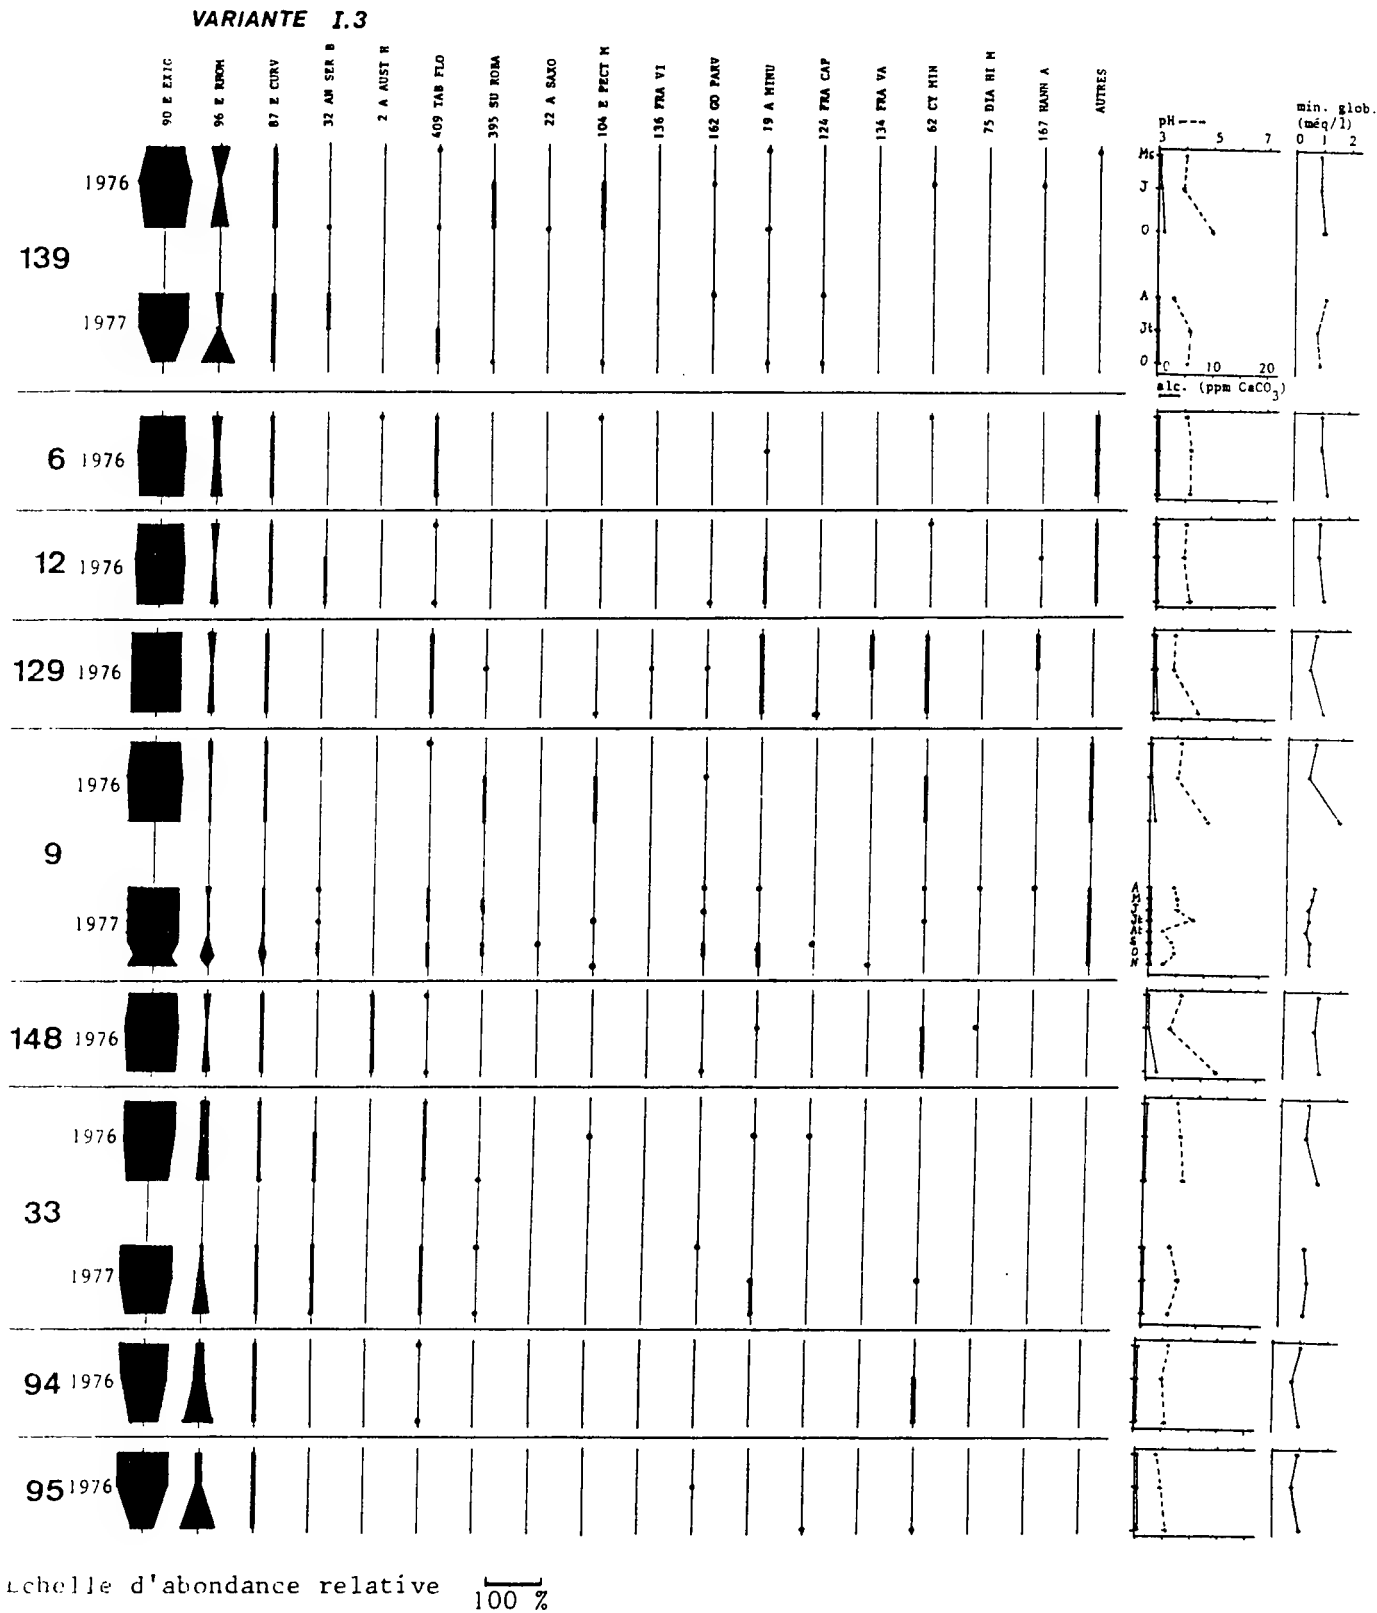 VARIANTE I.3
90 E EXIG
96 E RHOM
87 E CURV
32 AN SER B
2 A AUST H
409 TAB FLO
395 SU ROBA
22 A SAXO
104 E PECT M
136 FRA VI
162 GO PARV
19 A MINU
124 FRA CAP
134 FRA VA
62 CY MIN
75 DIA HI M
167 HANN A
AUTRES
pH
3 5 7
min. glob.
(méq/l)
0 1 2
139
1976
J
O
1977
A
Jt
O
0 10 20
alc. (ppm CaCO3)
6 1976
12 1976
129 1976
9
1976
1977
A
O
N
148 1976
33
1976
1977
94 1976
95 1976
Echelle d'abondance relative
100 %